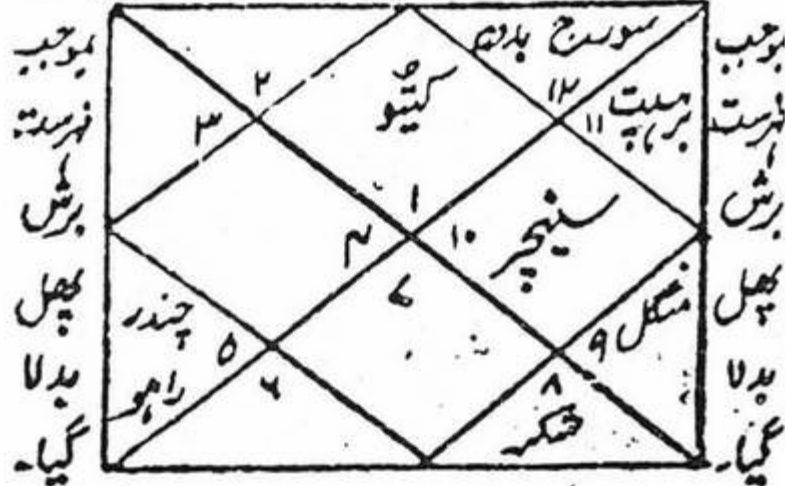 بموجب
فہرست
برش
پھل
بدلا
گیا۔
سورج بدھ
کیتو
۲
۳
۱۲
۱۱
برہسپت
۱
۴
۱۰
سنیچر
۷
چندر
راہو
۵
۶
۹
منگل
۸
شکر
بموجب
فہرست
برش
پھل
بدلا
گیا۔